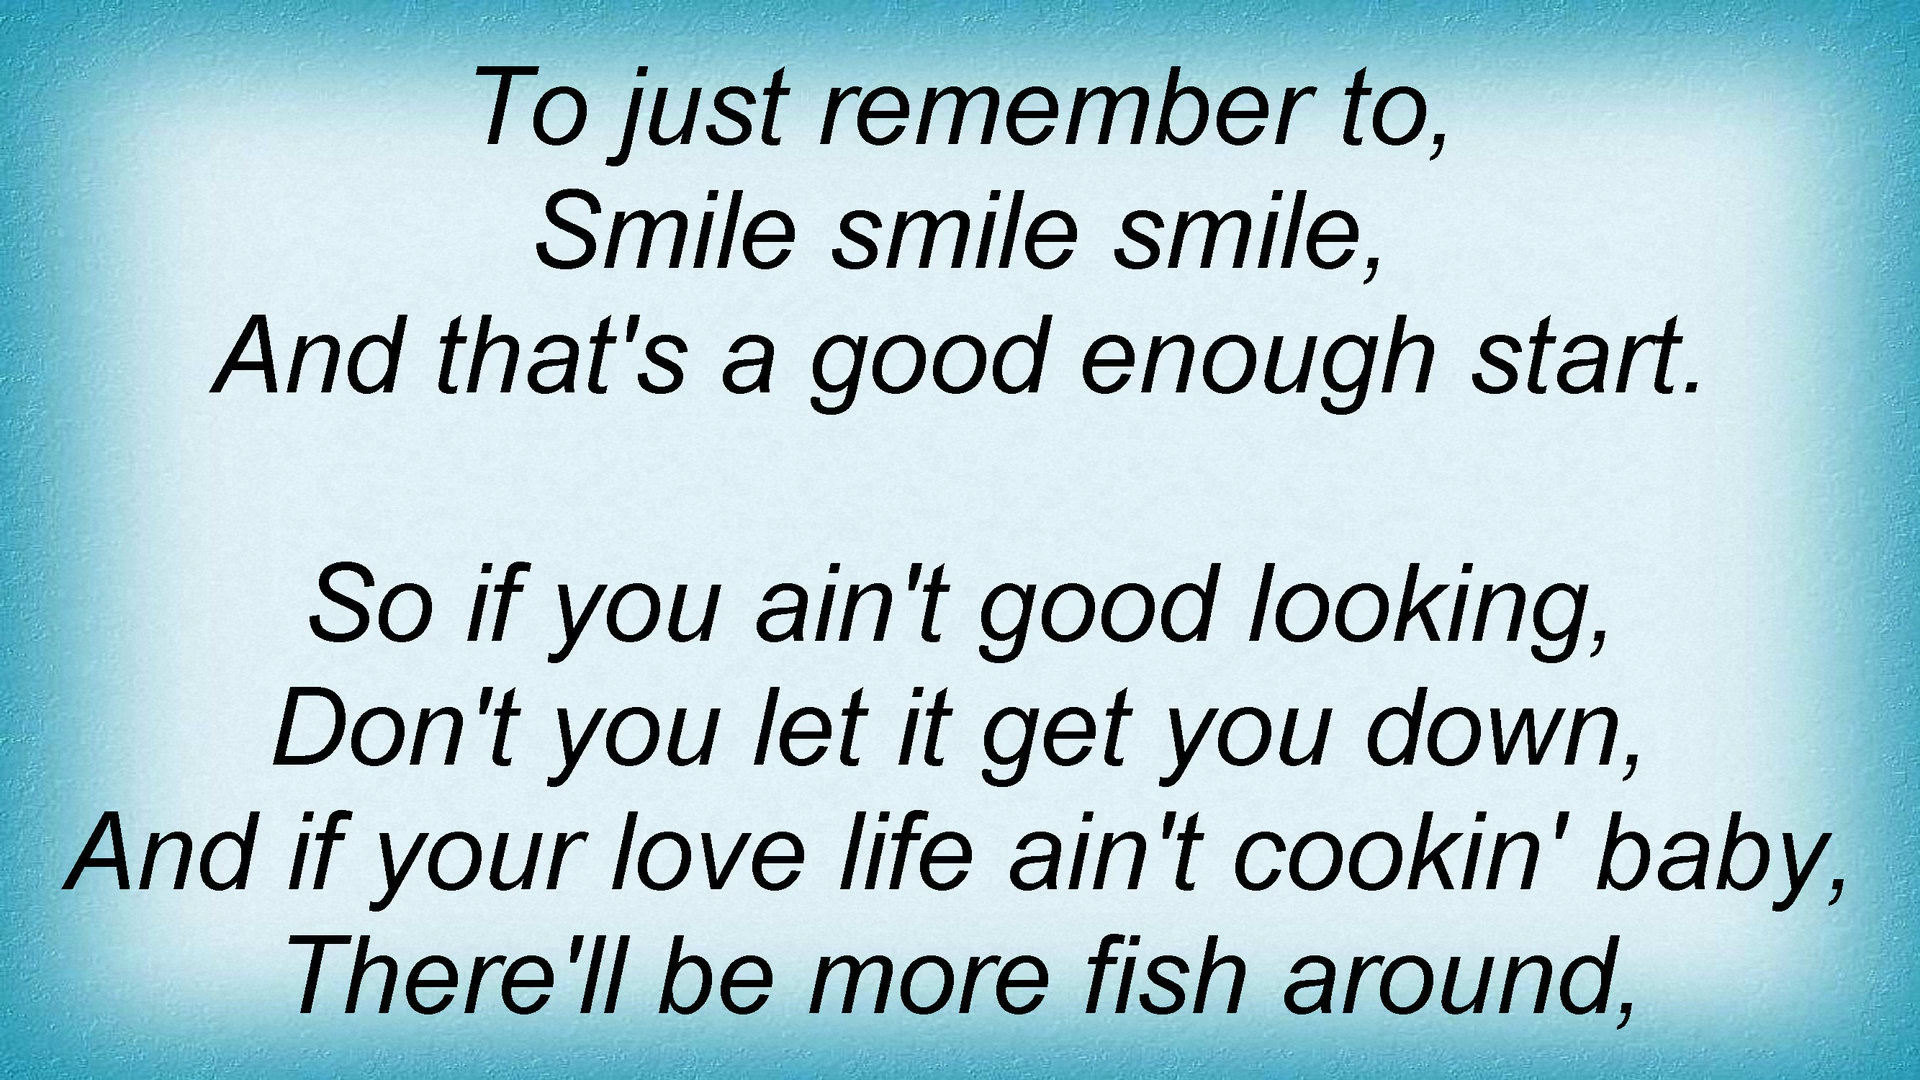 To just remember to,
Smile smile smile,
And that's a good enough start.
So if you ain't good looking,
Don't you let it get you down,
And if your love life ain't cookin' baby,
There'll be more fish around,